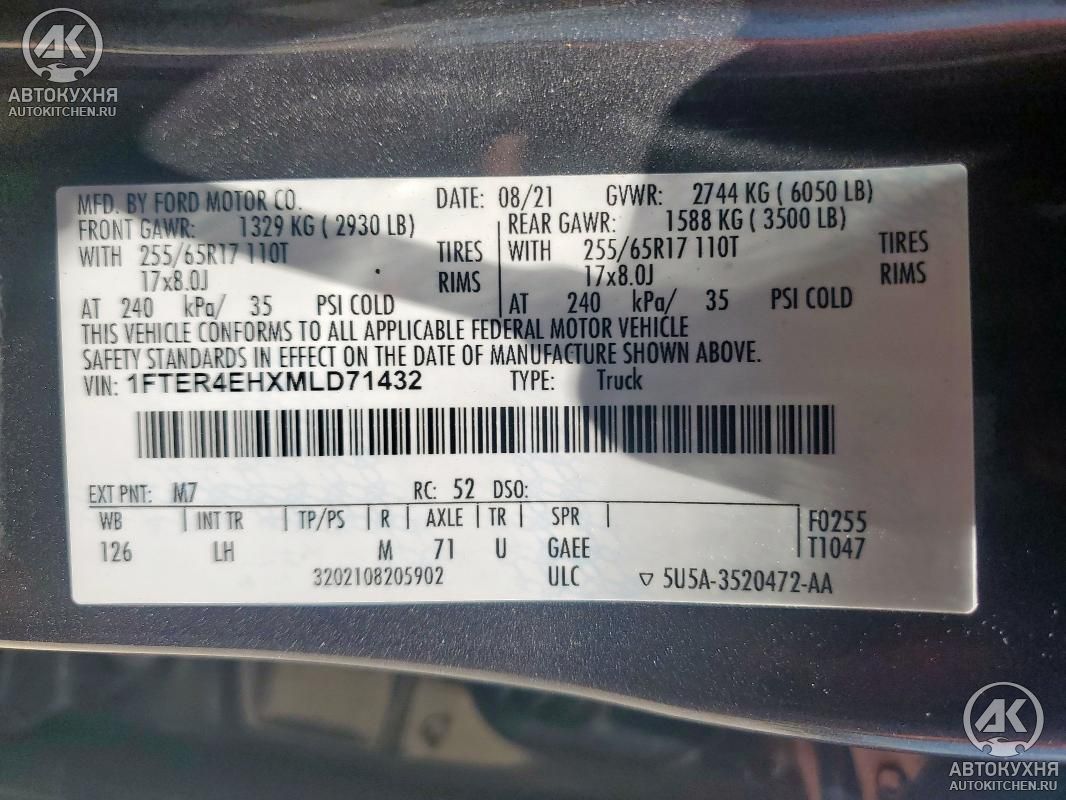 AK
АВТОКУХНЯ
AUTOKITCHEN.RU
MFD. BY FORD MOTOR CO. DATE: 08/21 GVWR: 2744 KG ( 6050 LB)
FRONT GAWR: 1329 KG ( 2930 LB) REAR GAWR: 1588 KG ( 3500 LB)
WITH 255/65R17 110T TIRES WITH 255/65R17 110T TIRES
17x8.0J RIMS 17x8.0J RIMS
AT 240 kPa/ 35 PSI COLD AT 240 kPa/ 35 PSI COLD
THIS VEHICLE CONFORMS TO ALL APPLICABLE FEDERAL MOTOR VEHICLE
SAFETY STANDARDS IN EFFECT ON THE DATE OF MANUFACTURE SHOWN ABOVE.
VIN: 1FTER4EHXMLD71432 TYPE: Truck
EXT PNT: M7 RC: 52 DSO:
WB INT TR TP/PS R AXLE TR SPR F0255
126 LH M 71 U GAEE T1047
3202108205902 ULC ▽ 5U5A-3520472-AA
AK
АВТОКУХНЯ
AUTOKITCHEN.RU